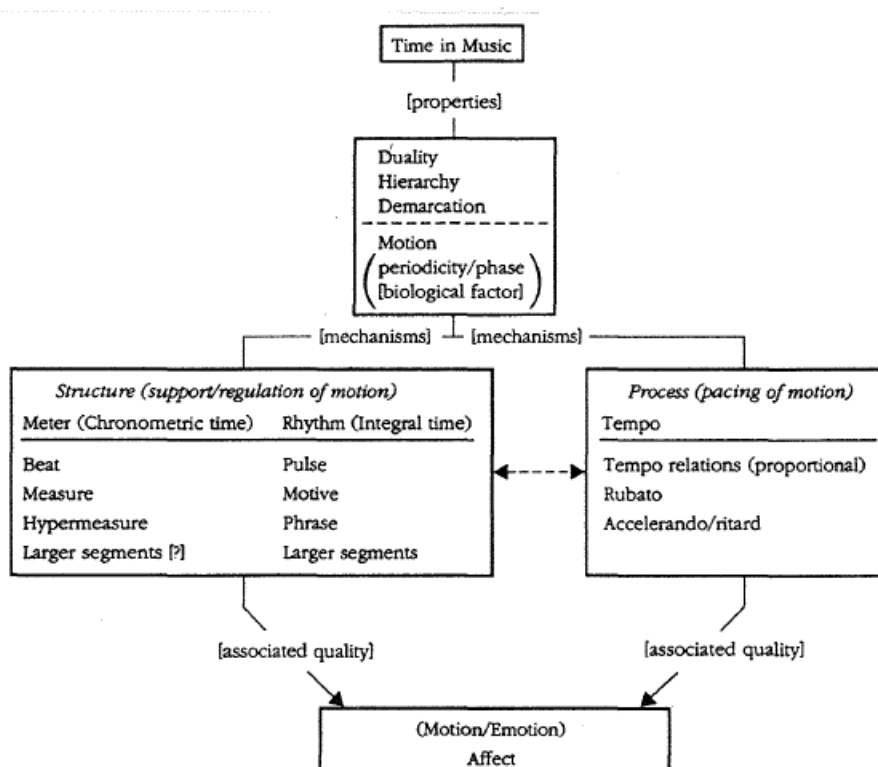 Time in Music
[properties]
Duality
Hierarchy
Demarcation
Motion
(periodicity/phase
[biological factor])
[mechanisms] [mechanisms]
Structure (support/regulation of motion)
Meter (Chronometric time) Rhythm (Integral time)
Beat Pulse
Measure Motive
Hypermeasure Phrase
Larger segments [?] Larger segments
Process (pacing of motion)
Tempo
Tempo relations (proportional)
Rubato
Accelerando/ritard
[associated quality] [associated quality]
(Motion/Emotion)
Affect